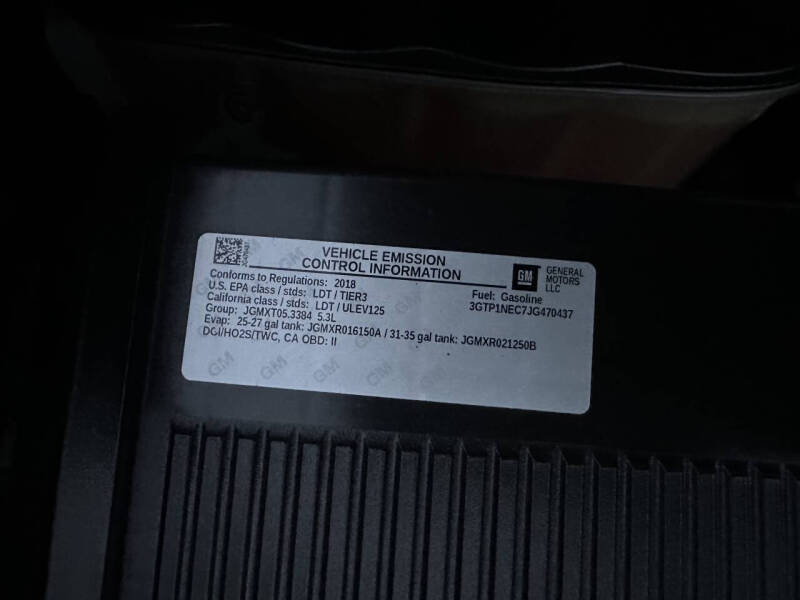 VEHICLE EMISSION
CONTROL INFORMATION
GM
GENERAL
MOTORS
LLC
Conforms to Regulations: 2018
U.S. EPA class / stds: LDT / TIER3
California class / stds: LDT / ULEV125
Group: JGMXT05.3384 5.3L
Evap: 25-27 gal tank: JGMXR016150A / 31-35 gal tank: JGMXR021250B
DGI/HO2S/TWC, CA OBD: II
Fuel: Gasoline
3GTP1NEC7JG470437